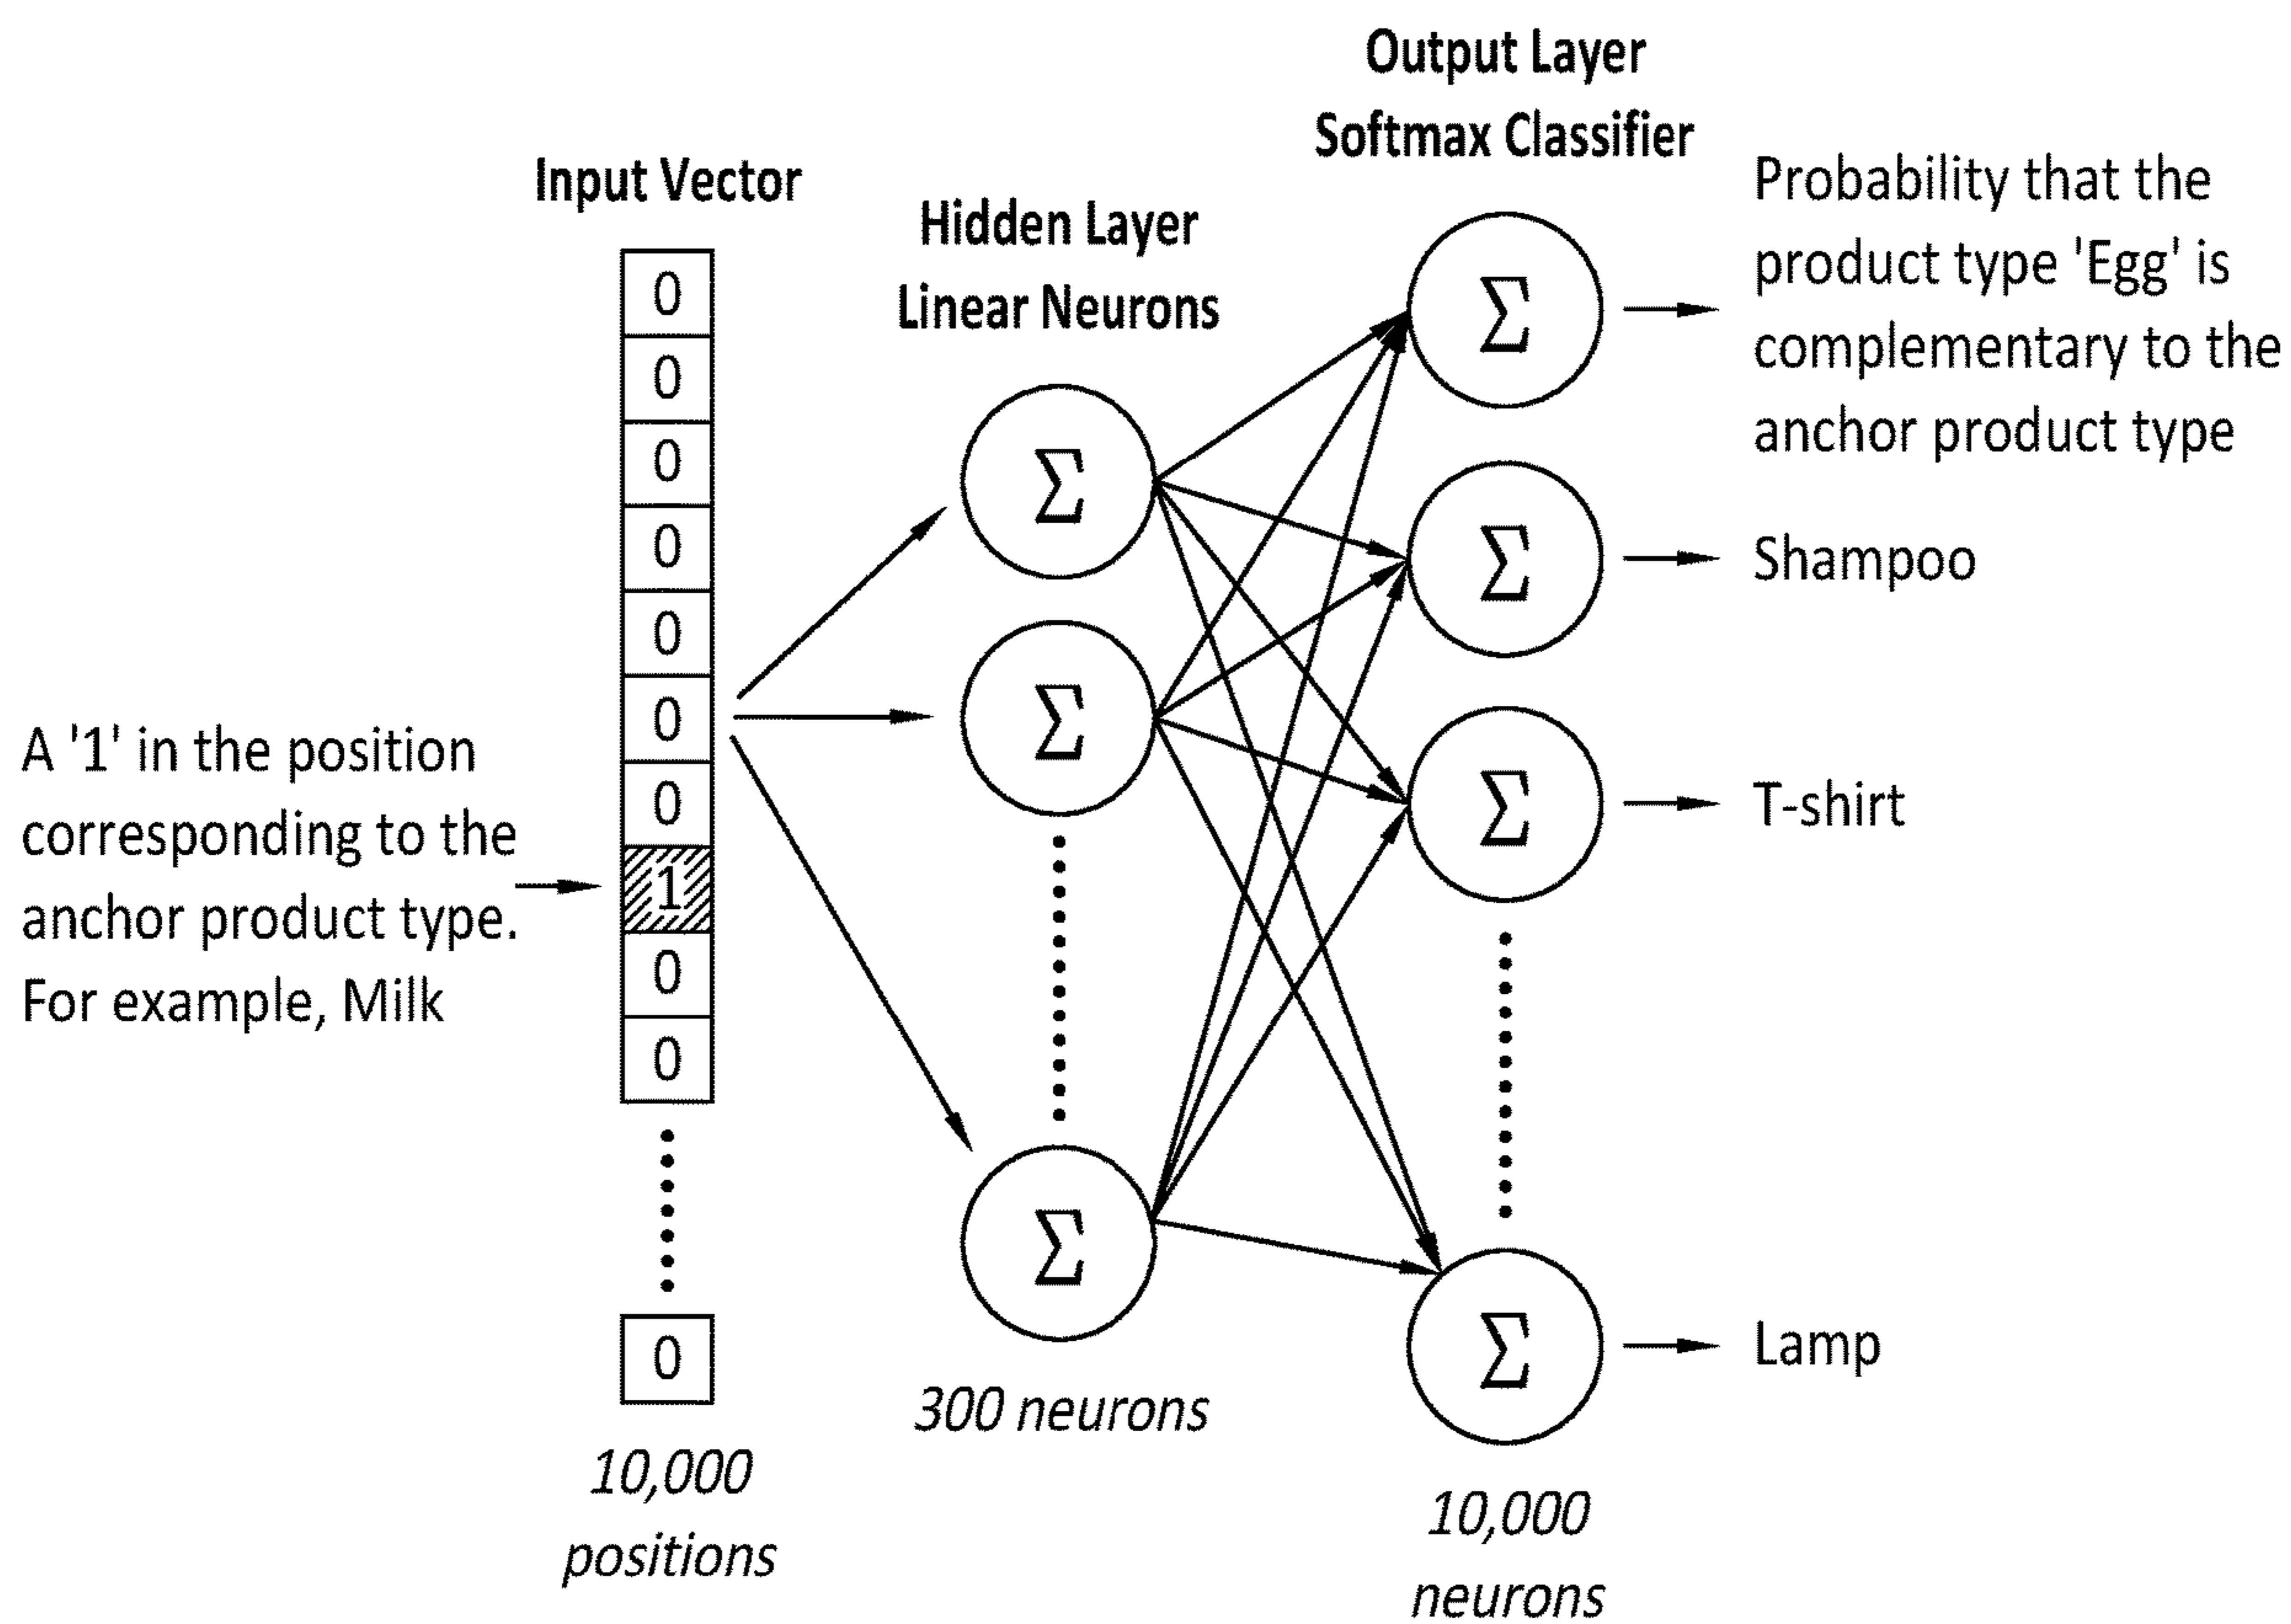 Output Layer
Softmax Classifier
Input Vector
Hidden Layer
Linear Neurons
Probability that the
product type 'Egg' is
complementary to the
anchor product type
Shampoo
T-shirt
Lamp
A '1' in the position
corresponding to the
anchor product type.
For example, Milk
0
0
0
0
0
0
0
1
0
0
0
Σ
Σ
Σ
Σ
Σ
Σ
Σ
10,000
positions
300 neurons
10,000
neurons